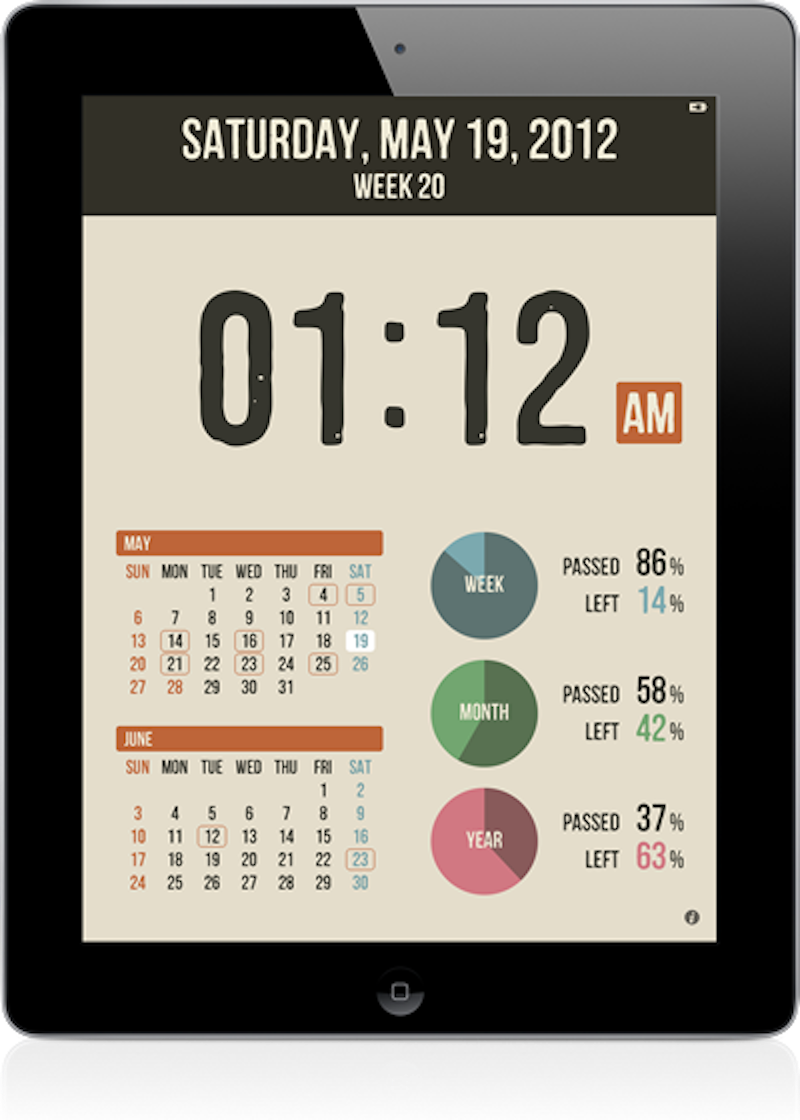 SATURDAY, MAY 19, 2012
WEEK 20
01:12 AM
MAY
SUN MON TUE WED THU FRI SAT
1 2 3 4 5
6 7 8 9 10 11 12
13 14 15 16 17 18 19
20 21 22 23 24 25 26
27 28 29 30 31
JUNE
SUN MON TUE WED THU FRI SAT
1 2
3 4 5 6 7 8 9
10 11 12 13 14 15 16
17 18 19 20 21 22 23
24 25 26 27 28 29 30
WEEK
PASSED 86%
LEFT 14%
MONTH
PASSED 58%
LEFT 42%
YEAR
PASSED 37%
LEFT 63%
i